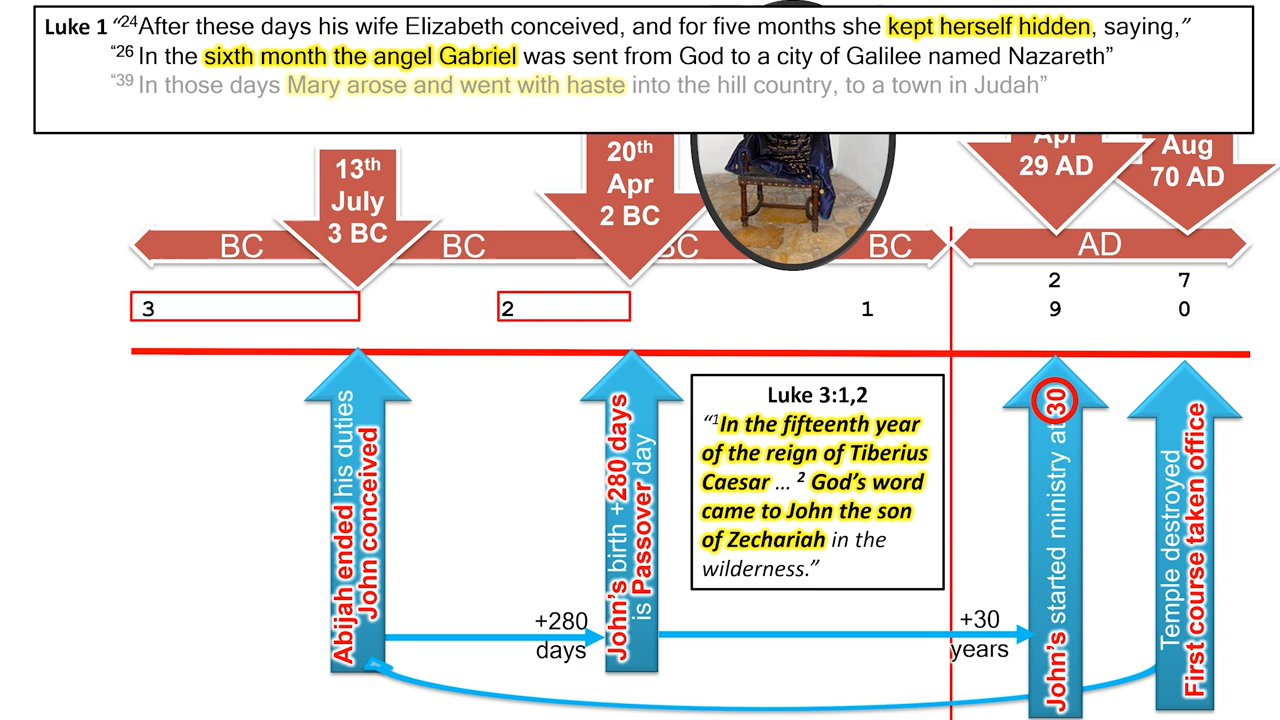 Luke 1 “24After these days his wife Elizabeth conceived, and for five months she kept herself hidden, saying,”
“26 In the sixth month the angel Gabriel was sent from God to a city of Galilee named Nazareth”
“39 In those days Mary arose and went with haste into the hill country, to a town in Judah”
13th
July
3 BC
20th
Apr
2 BC
Apr
29 AD
Aug
70 AD
BC
BC
BC
BC
AD
3
2
1
2
9
7
0
Abijah ended his duties
John conceived
+280
days
John’s birth +280 days
is Passover day
Luke 3:1,2
“1In the fifteenth year
of the reign of Tiberius
Caesar ... 2 God’s word
came to John the son
of Zechariah in the
wilderness.”
+30
years
John’s started ministry at 30
Temple destroyed
First course taken office